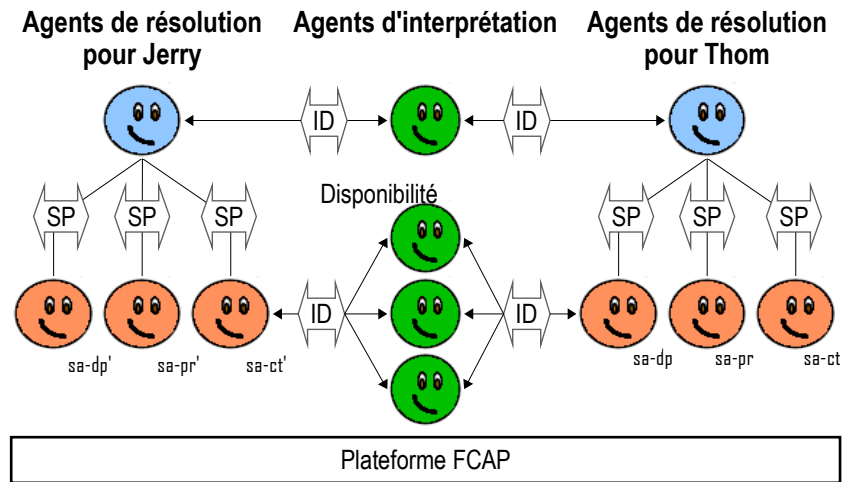 Agents de résolution
pour Jerry
Agents d'interprétation
Agents de résolution
pour Thom
ID
ID
SP
SP
SP
Disponibilité
SP
SP
SP
ID
ID
sa-dp'
sa-pr'
sa-ct'
sa-dp
sa-pr
sa-ct
Plateforme FCAP